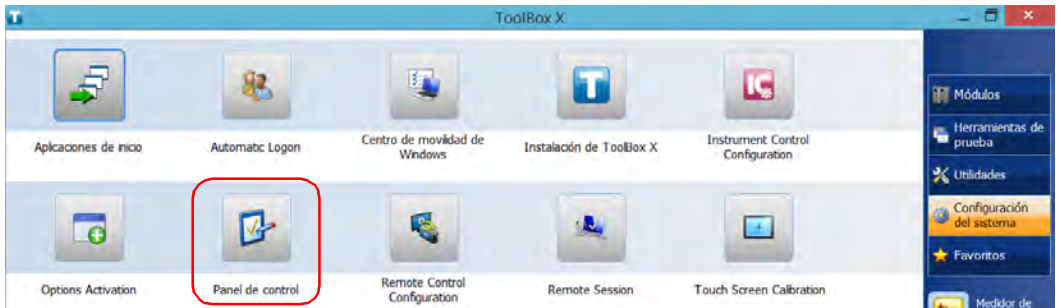 ToolBox X
Aplicaciones de inicio
Automatic Logon
Centro de movilidad de
Windows
Instalación de ToolBox X
Instrument Control
Configuration
Options Activation
Panel de control
Remote Control
Configuration
Remote Session
Touch Screen Calibration
Módulos
Herramientas de
prueba
Utilidades
Configuración
del sistema
Favoritos
Medidor de